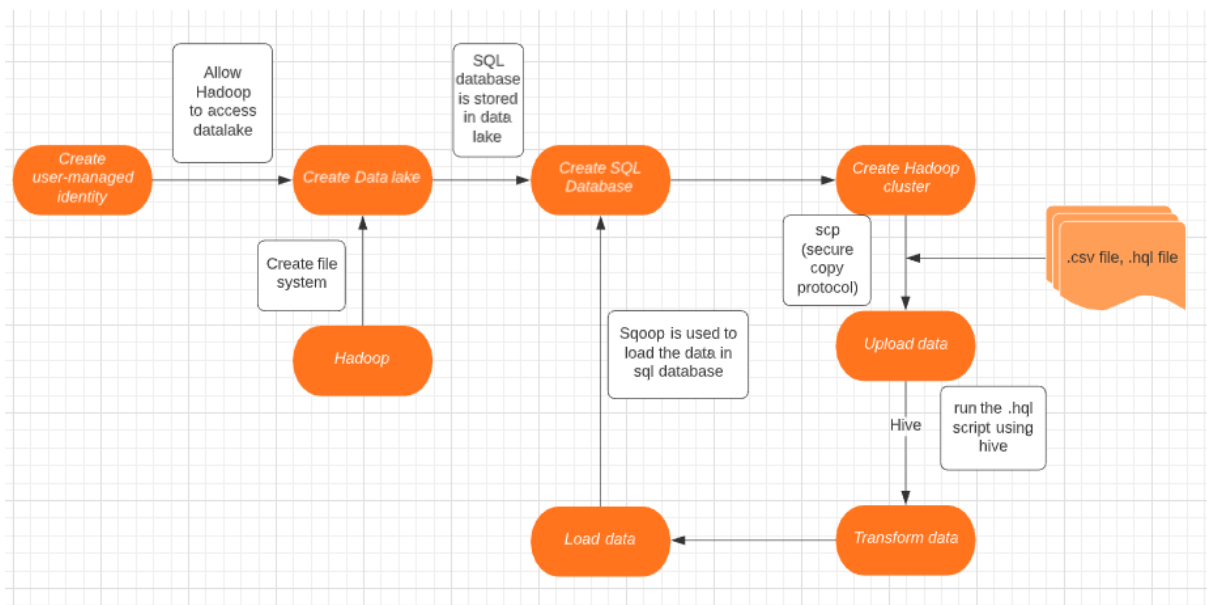 Allow
Hadoop
to access
datalake
SQL
database
is stored
in data
lake
Create
user-managed
identity
Create Data lake
Create SQL
Database
Create Hadoop
cluster
scp
(secure
copy
protocol)
.csv file, .hql file
Create file
system
Hadoop
Sqoop is used to
load the data in
sql database
Upload data
Hive
run the .hql
script using
hive
Load data
Transform data